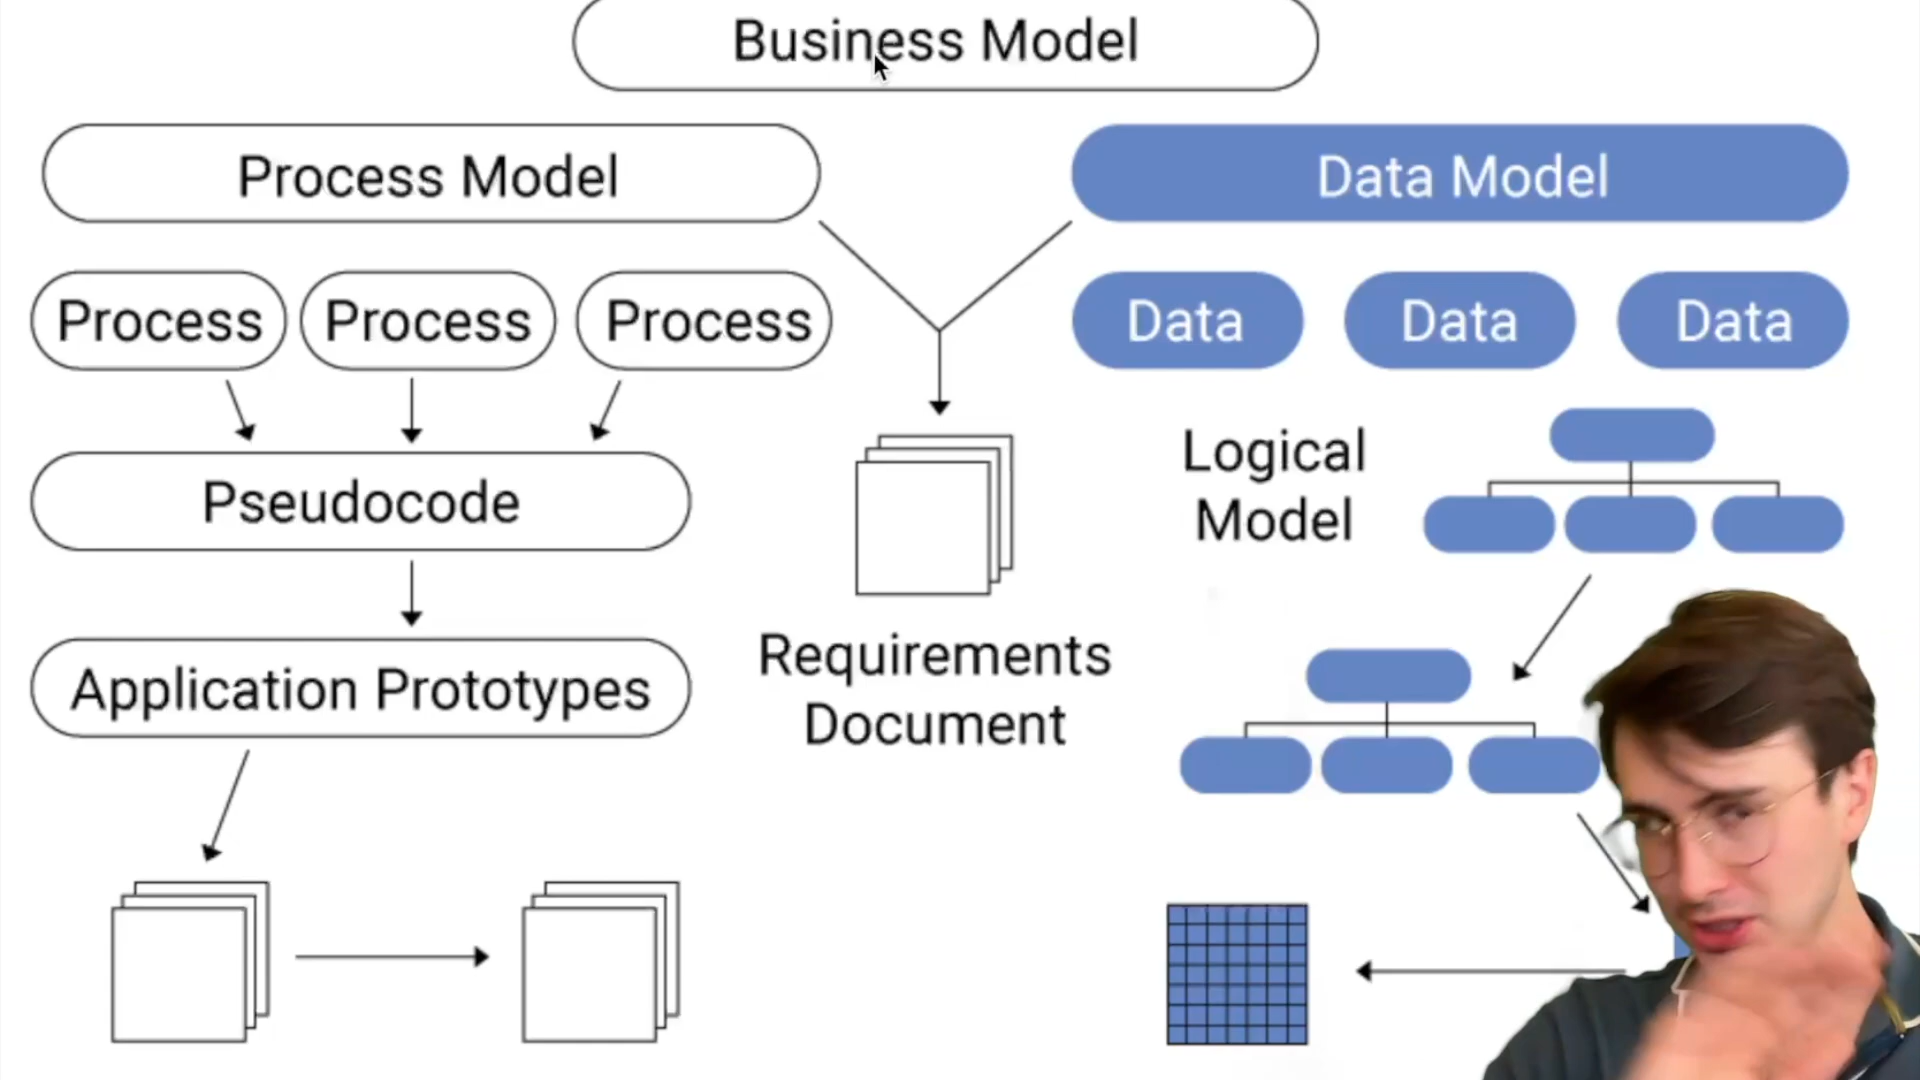 Business Model
Process Model
Data Model
Process
Process
Process
Data
Data
Data
Logical
Model
Pseudocode
Requirements
Document
Application Prototypes